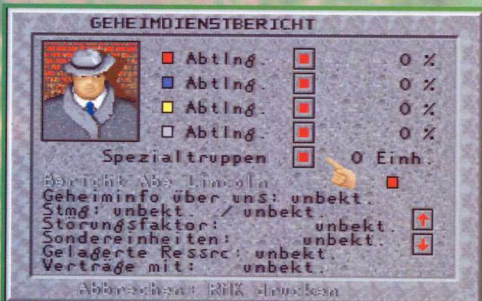 GEHEIMDIENSTBERICHT
Abtlng. 0 %
Abtlng. 0 %
Abtlng. 0 %
Abtlng. 0 %
Spezialtruppen 0 Einh.
Bericht Abe Lincoln
Geheiminfo über uns: unbekt.
Stmg: unbekt. / unbekt.
Störungsfaktor: unbekt.
Sondereinheiten: unbekt.
Gelagerte Ressrc: unbekt.
Verträge mit: unbekt.
Abbrechen: RMK drücken